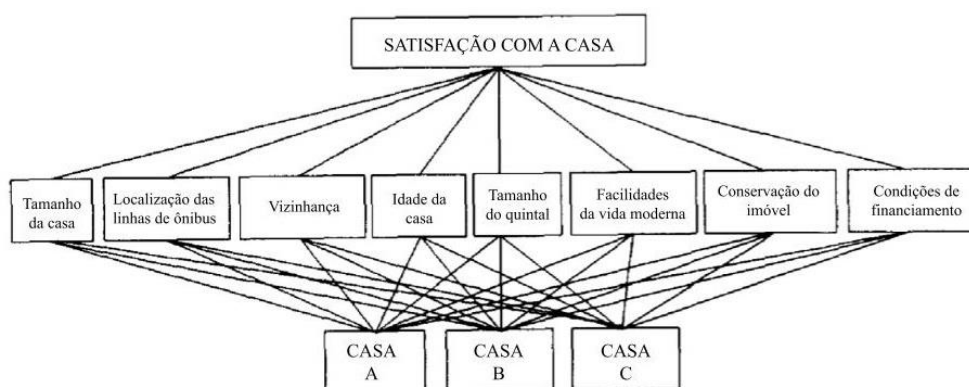 SATISFAÇÃO COM A CASA
Tamanho
da casa
Localização das
linhas de ônibus
Vizinhança
Idade da
casa
Tamanho
do quintal
Facilidades
da vida moderna
Conservação do
imóvel
Condições de
financiamento
CASA
A
CASA
B
CASA
C